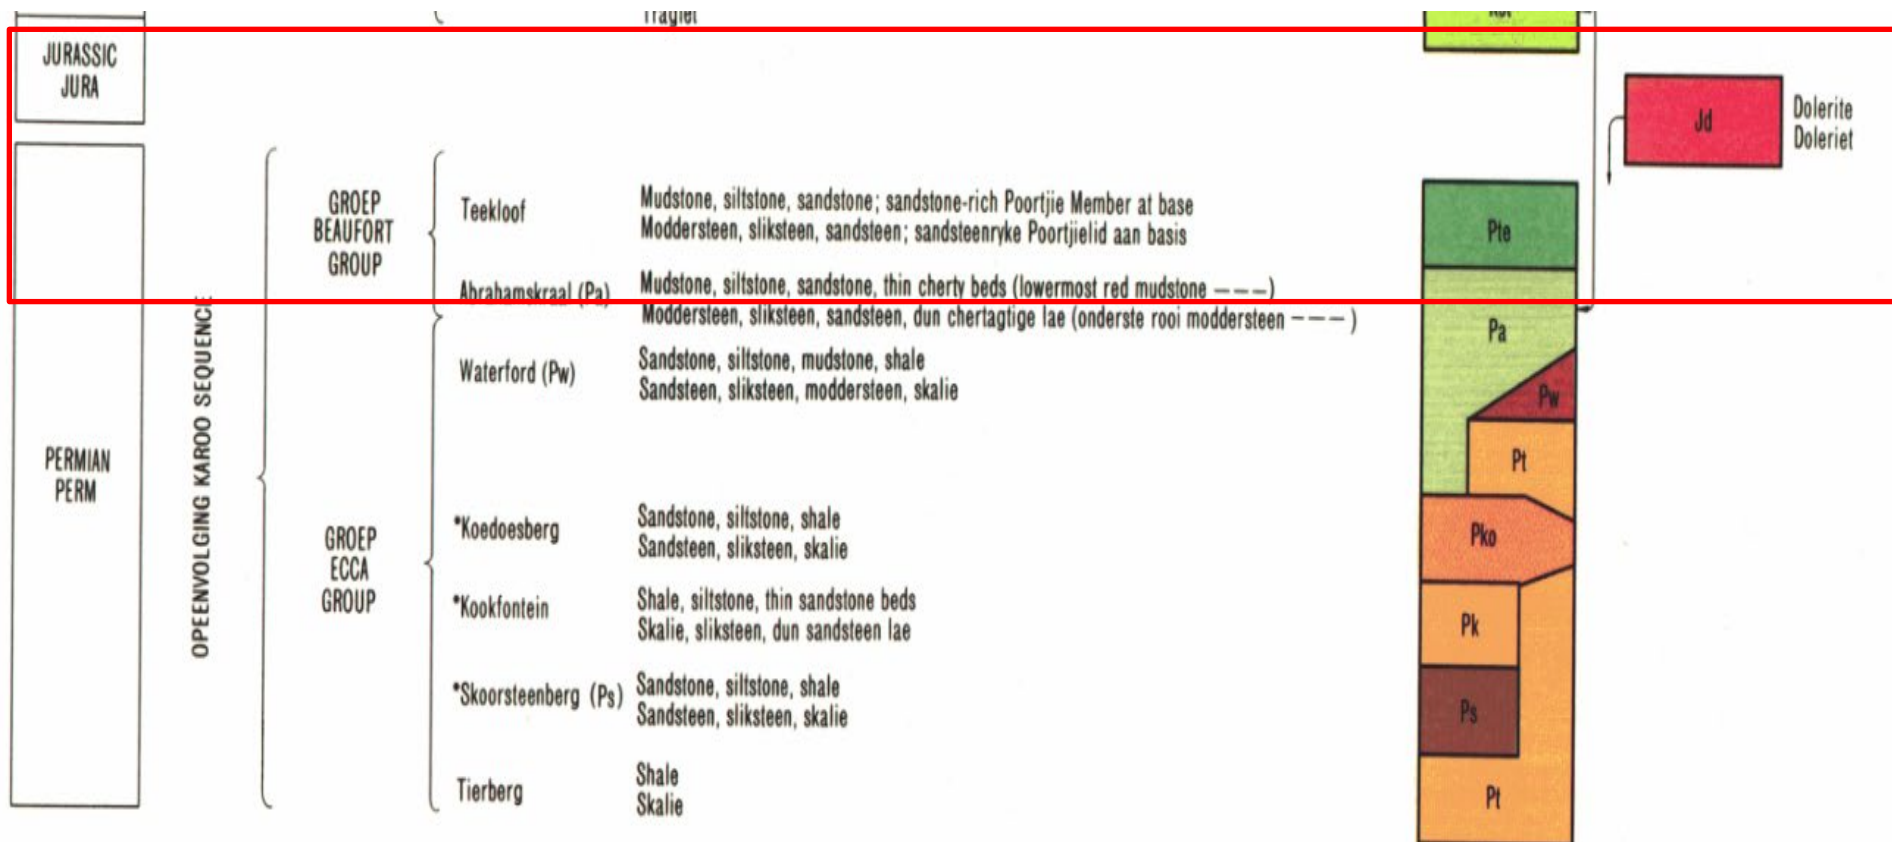 Tragiet
JURASSIC
JURA
Jd
Dolerite
Doleriet
GROEP
BEAUFORT
GROUP
Teekloof
Mudstone, siltstone, sandstone; sandstone-rich Poortjie Member at base
Moddersteen, sliksteen, sandsteen; sandsteenryke Poortjielid aan basis
Pte
Abrahamskraal (Pa)
Mudstone, siltstone, sandstone, thin cherty beds (lowermost red mudstone ----)
Moddersteen, sliksteen, sandsteen, dun chertagtige lae (onderste rooi moddersteen ----)
Pa
Waterford (Pw)
Sandstone, siltstone, mudstone, shale
Sandsteen, sliksteen, moddersteen, skalie
Pw
PERMIAN
PERM
OPEENVOLGING KAROO SEQUENCE
Pt
GROEP
ECCA
GROUP
*Koedoesberg
Sandstone, siltstone, shale
Sandsteen, sliksteen, skalie
Pko
*Kookfontein
Shale, siltstone, thin sandstone beds
Skalie, sliksteen, dun sandsteen lae
Pk
*Skoorsteenberg (Ps)
Sandstone, siltstone, shale
Sandsteen, sliksteen, skalie
Ps
Tierberg
Shale
Skalie
Pt